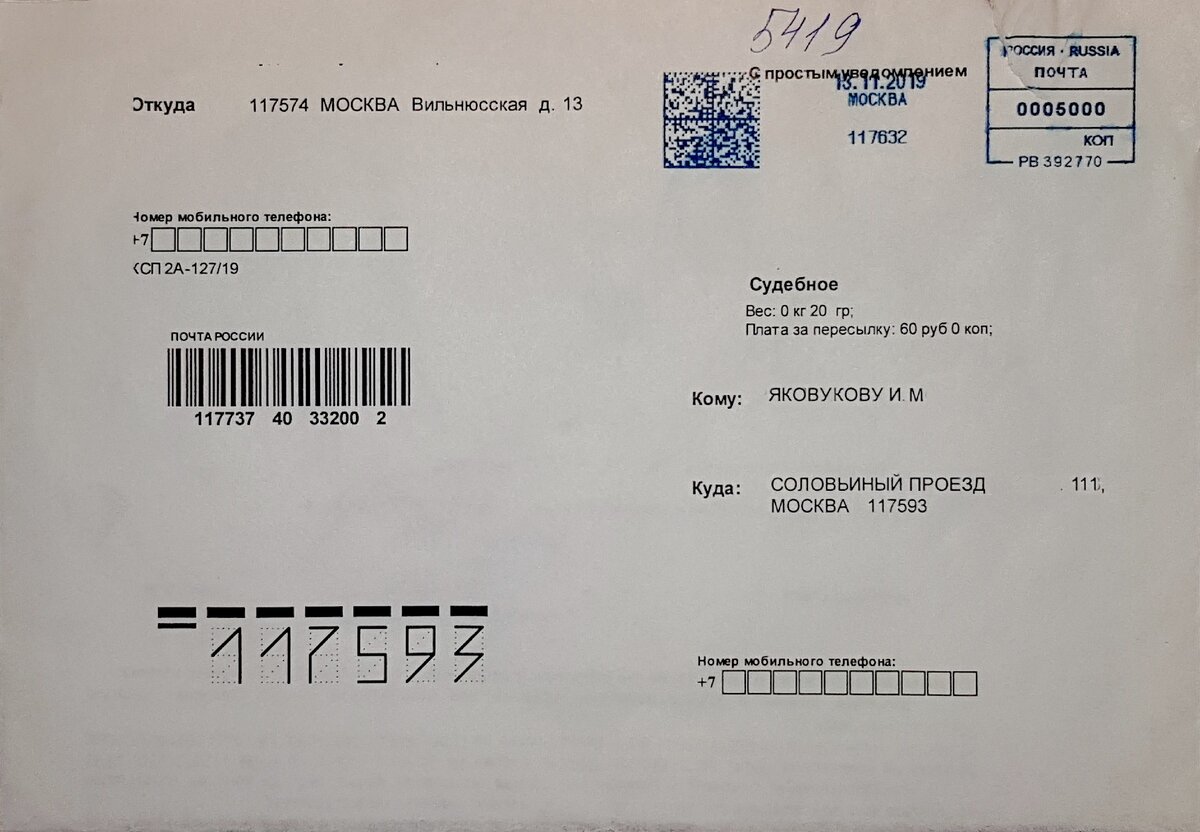 5419
С простым уведомлением
13.11.2019
МОСКВА
117632
РОССИЯ · RUSSIA
ПОЧТА
0005000
КОП
РВ 392770
Откуда 117574 МОСКВА Вильнюсская д. 13
Номер мобильного телефона:
+7
КСП 2А-127/19
ПОЧТА РОССИИ
117737 40 33200 2
Судебное
Вес: 0 кг 20 гр;
Плата за пересылку: 60 руб 0 коп;
Кому: ЯКОВУКОВУ И. М
Куда: СОЛОВЬИНЫЙ ПРОЕЗД 111,
МОСКВА 117593
117593
Номер мобильного телефона:
+7